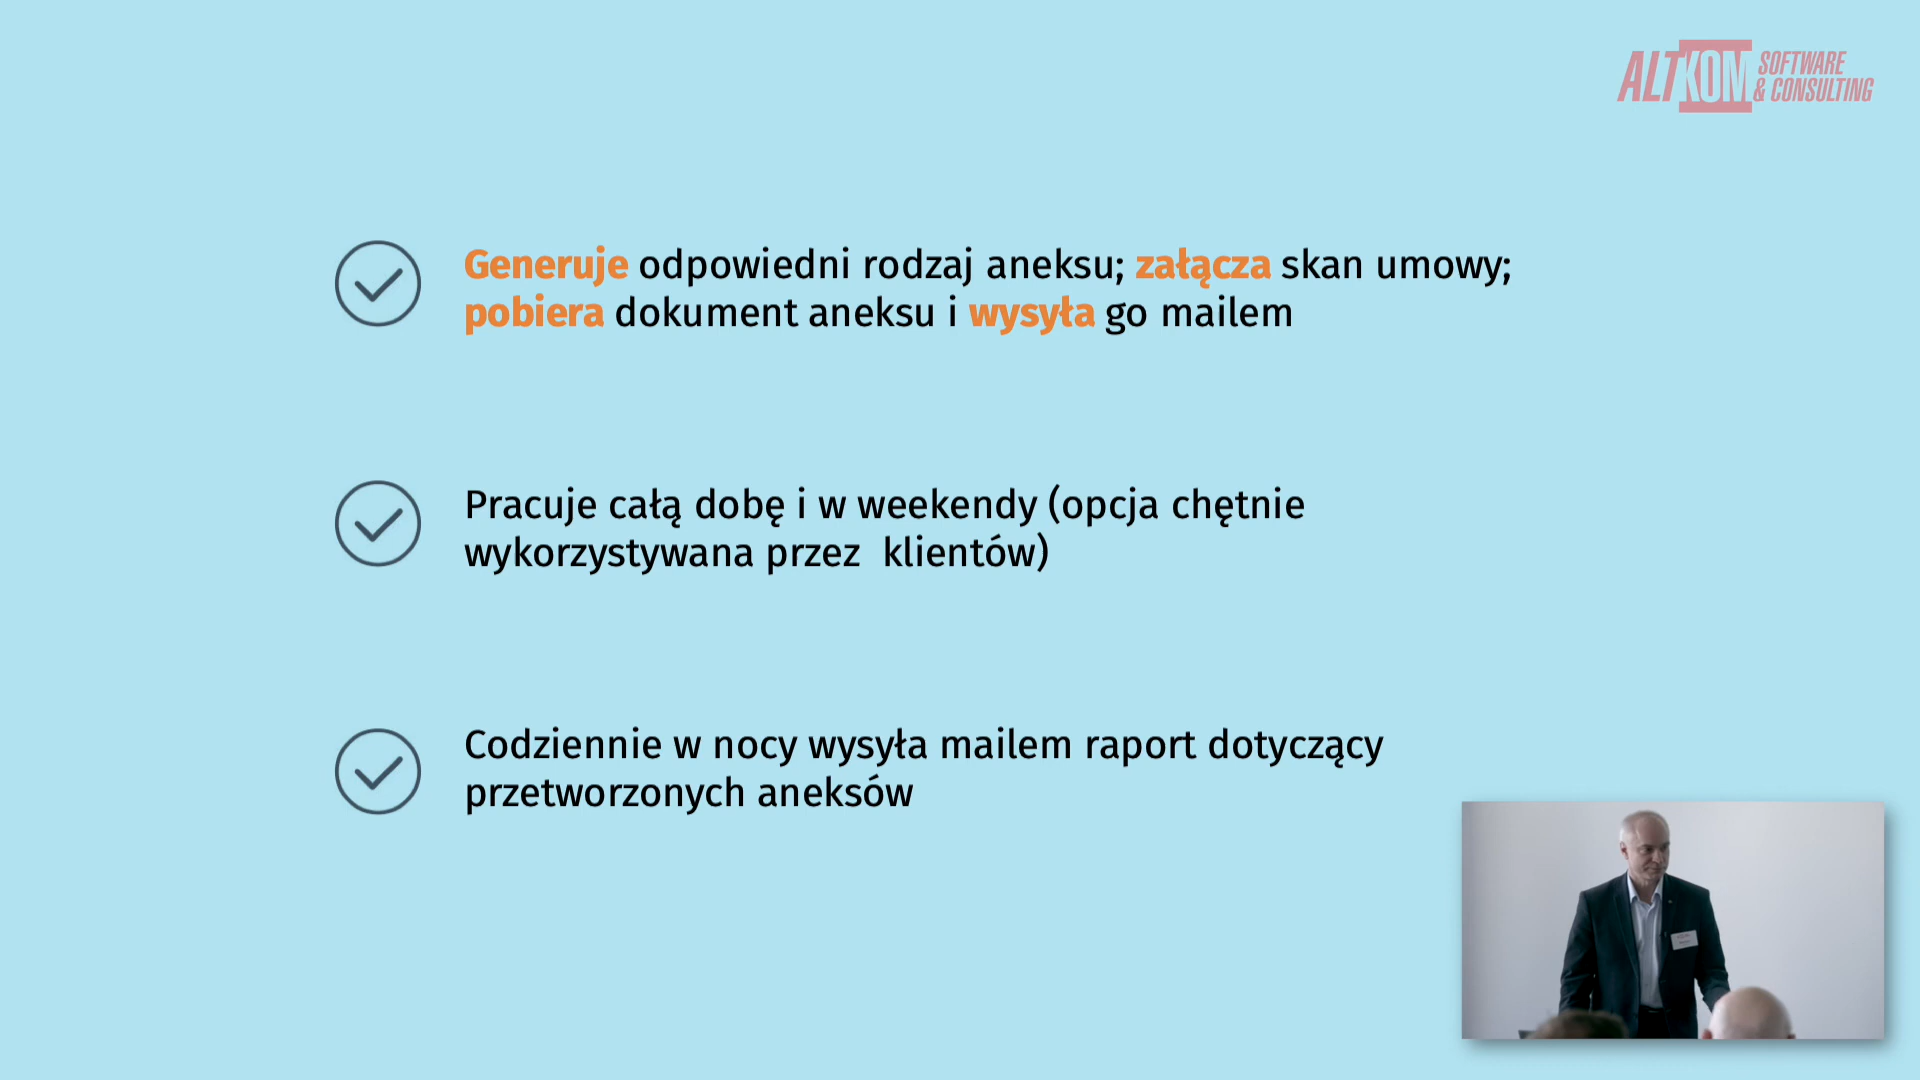 ALTKOM SOFTWARE
& CONSULTING
Generuje odpowiedni rodzaj aneksu; załącza skan umowy;
pobiera dokument aneksu i wysyła go mailem
Pracuje całą dobę i w weekendy (opcja chętnie
wykorzystywana przez  klientów)
Codziennie w nocy wysyła mailem raport dotyczący
przetworzonych aneksów